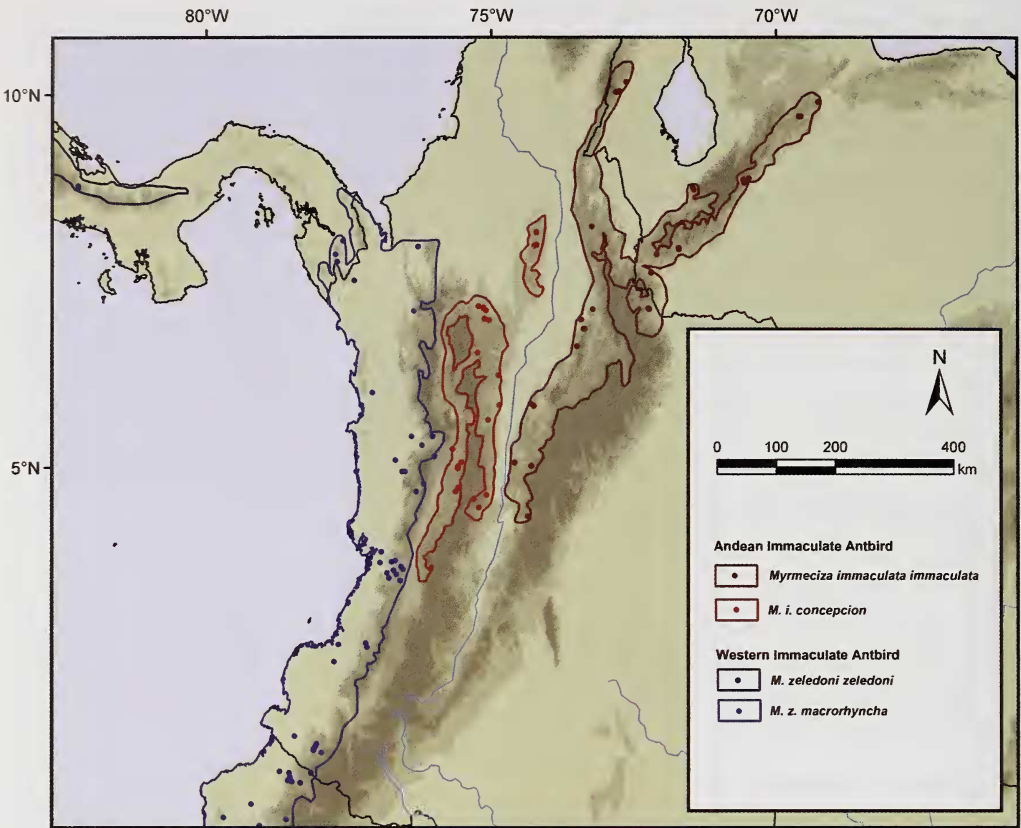 80°W 75°W 70°W
10°N
5°N
N
0 100 200 400
km
Andean Immaculate Antbird
Myrmeciza immaculata immaculata
M. i. concepcion
Western Immaculate Antbird
M. zeledoni zeledoni
M. z. macrorhyncha